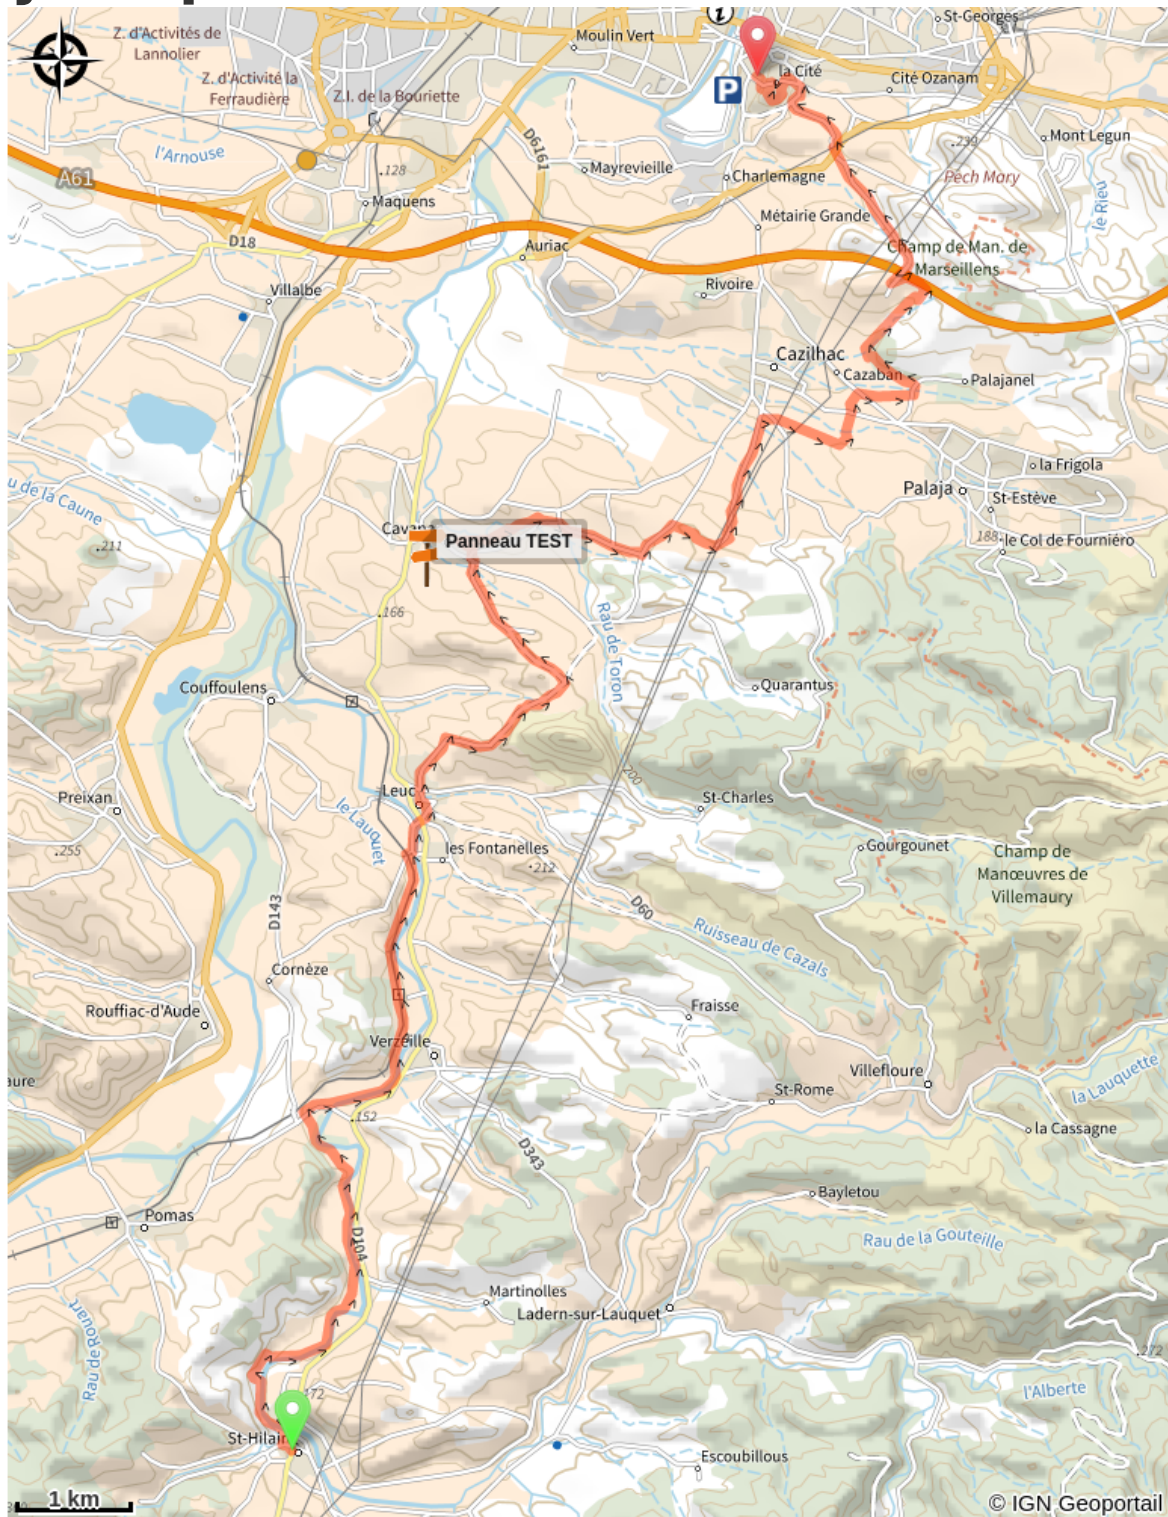 St-Georges
Moulin Vert
Z. d'Activités de
Lannolier
i
la Cité
Cité Ozanam
Z. d'Activité la
Ferraudière
Z.I. de la Bouriette
P
D6161
Mont Legun
.239
l'Arnouse
Mayrevieille
Charlemagne
Pech Mary
.128
A61
le Rieu
Maquens
Métairie Grande
D18
Auriac
Champ de Man. de
Marseillens
Villalbe
Rivoire
Cazilhac
Cazaban
Palajanel
la Frigola
Palaja
St-Estève
u de la Caune
Cavana
Panneau TEST
188
le Col de Fourniéro
.211
.166
Rau de Toron
Couffoulens
Quarantus
200
Leuc
Preixan
St-Charles
le Lauquet
les Fontanelles
Gourgounet
.255
.212
Champ de
Manœuvres de
Villemaury
D143
D60
Ruisseau de Cazals
Cornèze
Rouffiac-d'Aude
Fraisse
Verzeille
aure
Villefloure
la Lauquette
St-Rome
.152
la Cassagne
D343
Bayletou
Pomas
D104
Rau de la Gouteille
Martinolles
Ladern-sur-Lauquet
Rau de Rouart
.272
172
l'Alberte
St-Hilaire
Escoubillous
1 km
© IGN Geoportail